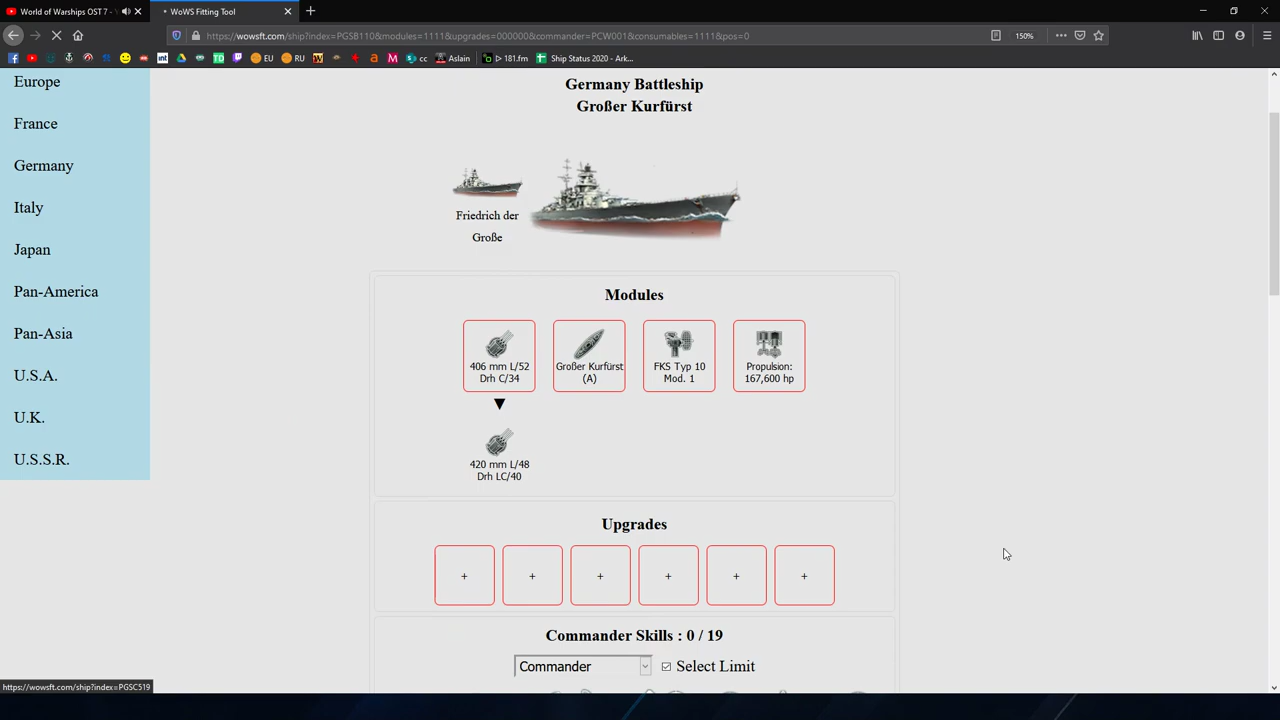 World of Warships OST 7 -
WoWS Fitting Tool
https://wowsft.com/ship?index=PGSB110&modules=1111&upgrades=000000&commander=PCW001&consumables=1111&pos=0
150%
int
TD
EU
RU
a
M
cc
Aslain
181.fm
Ship Status 2020 - Ark...
Europe
France
Germany
Italy
Japan
Pan-America
Pan-Asia
U.S.A.
U.K.
U.S.S.R.
Germany Battleship
Großer Kurfürst
Friedrich der
Große
Modules
406 mm L/52
Drh C/34
Großer Kurfürst
(A)
FKS Typ 10
Mod. 1
Propulsion:
167,600 hp
420 mm L/48
Drh LC/40
Upgrades
+ + + + + +
Commander Skills : 0 / 19
Commander
Select Limit
https://wowsft.com/ship?index=PGSC519